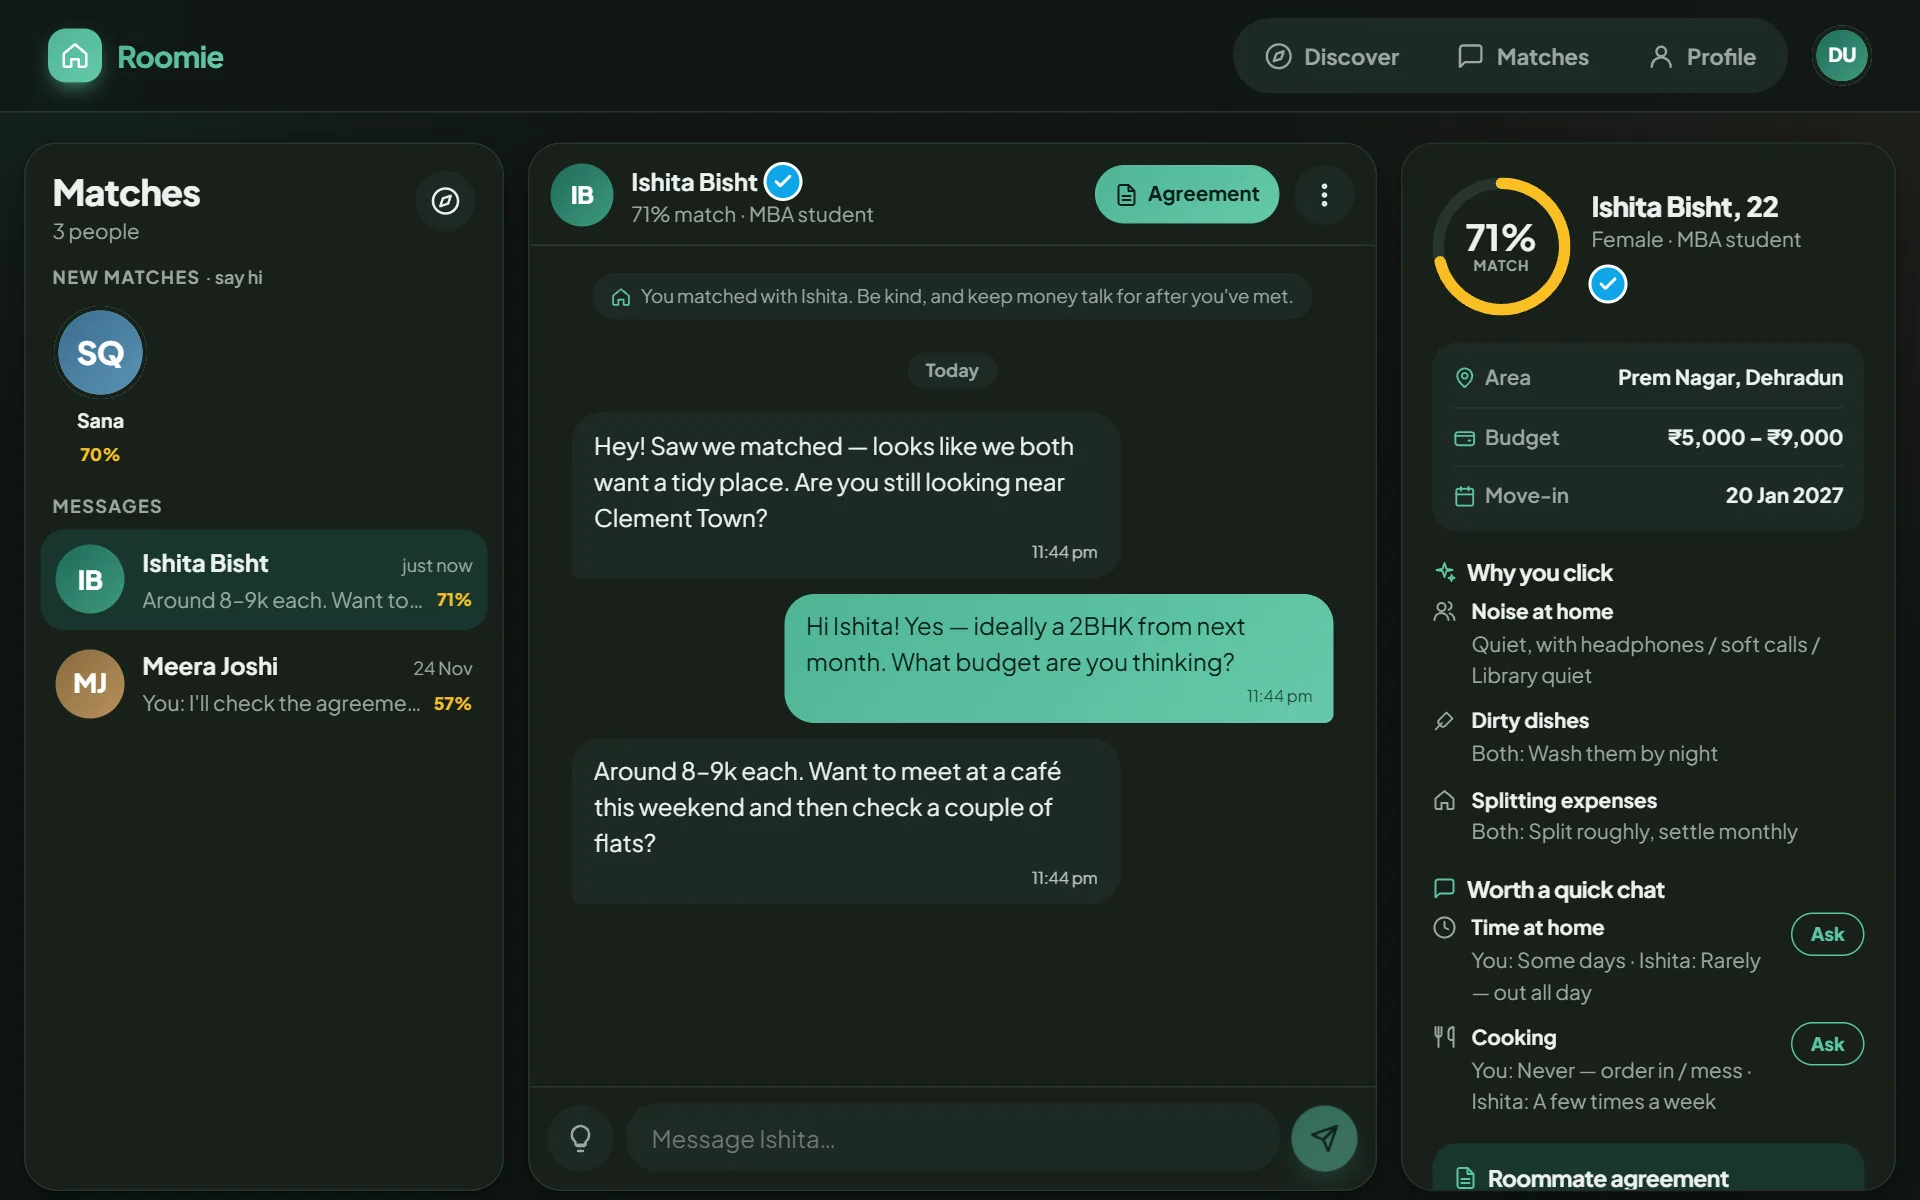 Roomie
Discover
Matches
Profile
DU
Matches
3 people
NEW MATCHES · say hi
SQ
Sana
70%
MESSAGES
IB
Ishita Bisht
just now
Around 8–9k each. Want to…
71%
MJ
Meera Joshi
24 Nov
You: I'll check the agreeme…
57%
IB
Ishita Bisht
71% match · MBA student
Agreement
You matched with Ishita. Be kind, and keep money talk for after you've met.
Today
Hey! Saw we matched — looks like we both
want a tidy place. Are you still looking near
Clement Town?
11:44 pm
Hi Ishita! Yes — ideally a 2BHK from next
month. What budget are you thinking?
11:44 pm
Around 8–9k each. Want to meet at a café
this weekend and then check a couple of
flats?
11:44 pm
Message Ishita…
71%
MATCH
Ishita Bisht, 22
Female · MBA student
Area
Prem Nagar, Dehradun
Budget
₹5,000 – ₹9,000
Move-in
20 Jan 2027
Why you click
Noise at home
Quiet, with headphones / soft calls /
Library quiet
Dirty dishes
Both: Wash them by night
Splitting expenses
Both: Split roughly, settle monthly
Worth a quick chat
Time at home
Ask
You: Some days · Ishita: Rarely
— out all day
Cooking
Ask
You: Never — order in / mess ·
Ishita: A few times a week
Roommate agreement